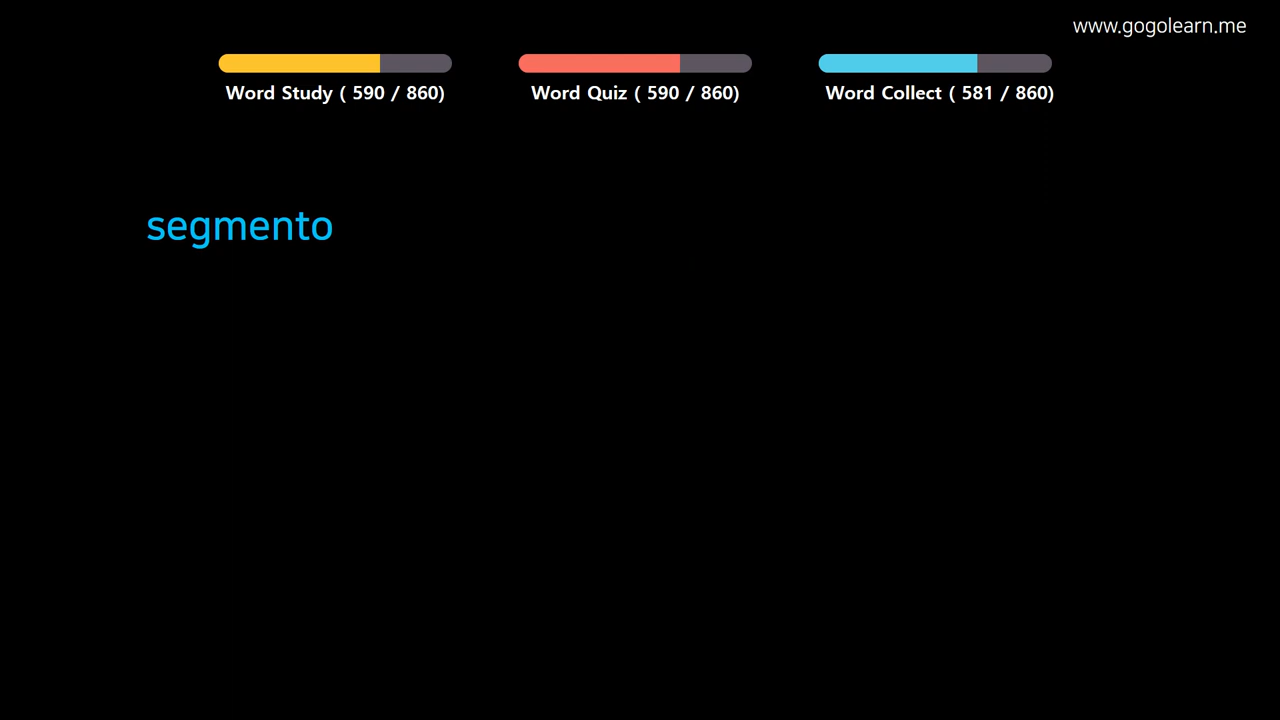 www.gogolearn.me
Word Study ( 590 / 860)
Word Quiz ( 590 / 860)
Word Collect ( 581 / 860)
segmento